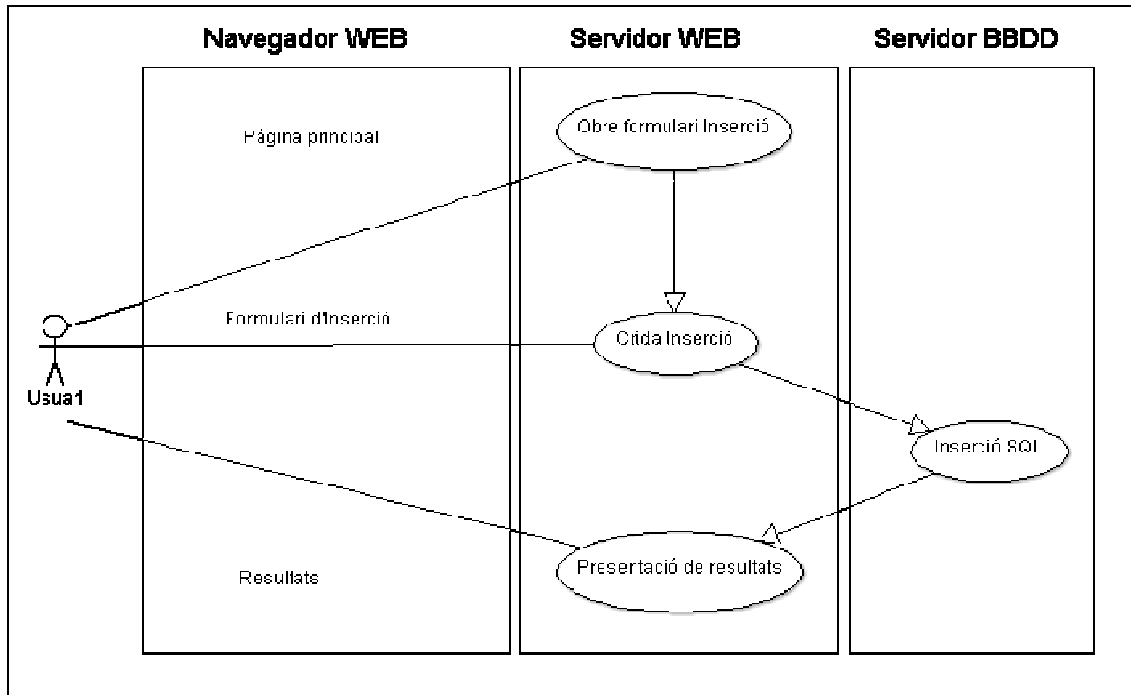 Navegador WEB
Servidor WEB
Servidor BBDD
Página principal
Obre formulari Inserció
Formulari d'Inserció
Crida Inserció
Usua1
Inserció SQL
Resultats
Presentació de resultats